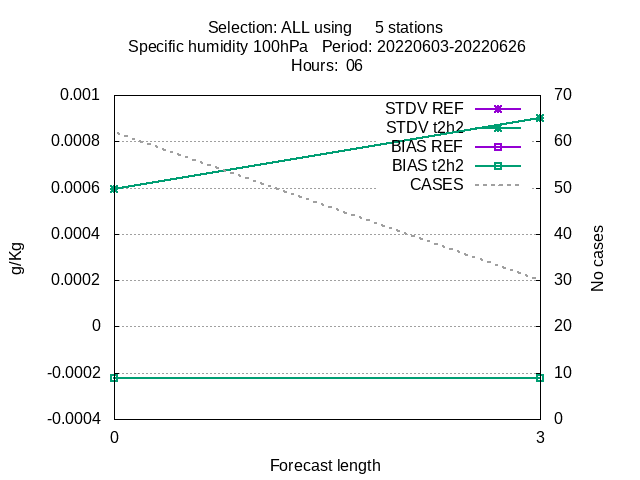 Selection: ALL using 5 stations
Specific humidity 100hPa Period: 20220603-20220626
Hours: 06
0.001
0.0008
0.0006
0.0004
0.0002
0
-0.0002
-0.0004
g/Kg
70
60
50
40
30
20
10
0
No cases
STDV REF
STDV t2h2
BIAS REF
BIAS t2h2
CASES
0
3
Forecast length